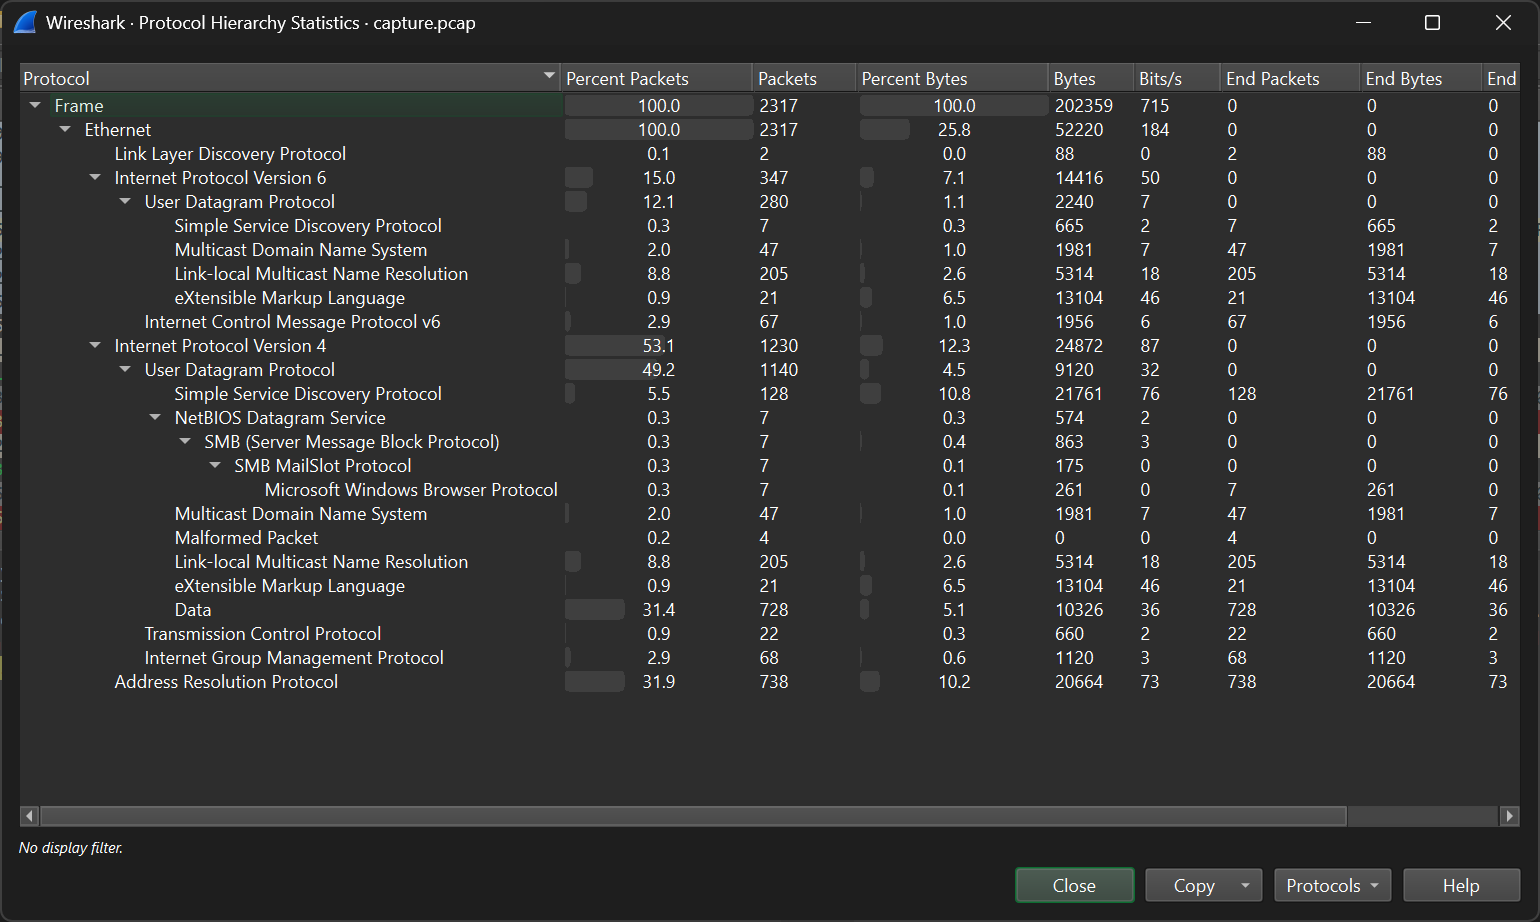 Wireshark · Protocol Hierarchy Statistics · capture.pcap
Protocol Percent Packets Packets Percent Bytes Bytes Bits/s End Packets End Bytes End
Frame 100.0 2317 100.0 202359 715 0 0 0
Ethernet 100.0 2317 25.8 52220 184 0 0 0
Link Layer Discovery Protocol 0.1 2 0.0 88 0 2 88 0
Internet Protocol Version 6 15.0 347 7.1 14416 50 0 0 0
User Datagram Protocol 12.1 280 1.1 2240 7 0 0 0
Simple Service Discovery Protocol 0.3 7 0.3 665 2 7 665 2
Multicast Domain Name System 2.0 47 1.0 1981 7 47 1981 7
Link-local Multicast Name Resolution 8.8 205 2.6 5314 18 205 5314 18
eXtensible Markup Language 0.9 21 6.5 13104 46 21 13104 46
Internet Control Message Protocol v6 2.9 67 1.0 1956 6 67 1956 6
Internet Protocol Version 4 53.1 1230 12.3 24872 87 0 0 0
User Datagram Protocol 49.2 1140 4.5 9120 32 0 0 0
Simple Service Discovery Protocol 5.5 128 10.8 21761 76 128 21761 76
NetBIOS Datagram Service 0.3 7 0.3 574 2 0 0 0
SMB (Server Message Block Protocol) 0.3 7 0.4 863 3 0 0 0
SMB MailSlot Protocol 0.3 7 0.1 175 0 0 0 0
Microsoft Windows Browser Protocol 0.3 7 0.1 261 0 7 261 0
Multicast Domain Name System 2.0 47 1.0 1981 7 47 1981 7
Malformed Packet 0.2 4 0.0 0 0 4 0 0
Link-local Multicast Name Resolution 8.8 205 2.6 5314 18 205 5314 18
eXtensible Markup Language 0.9 21 6.5 13104 46 21 13104 46
Data 31.4 728 5.1 10326 36 728 10326 36
Transmission Control Protocol 0.9 22 0.3 660 2 22 660 2
Internet Group Management Protocol 2.9 68 0.6 1120 3 68 1120 3
Address Resolution Protocol 31.9 738 10.2 20664 73 738 20664 73
No display filter.
Close Copy Protocols Help